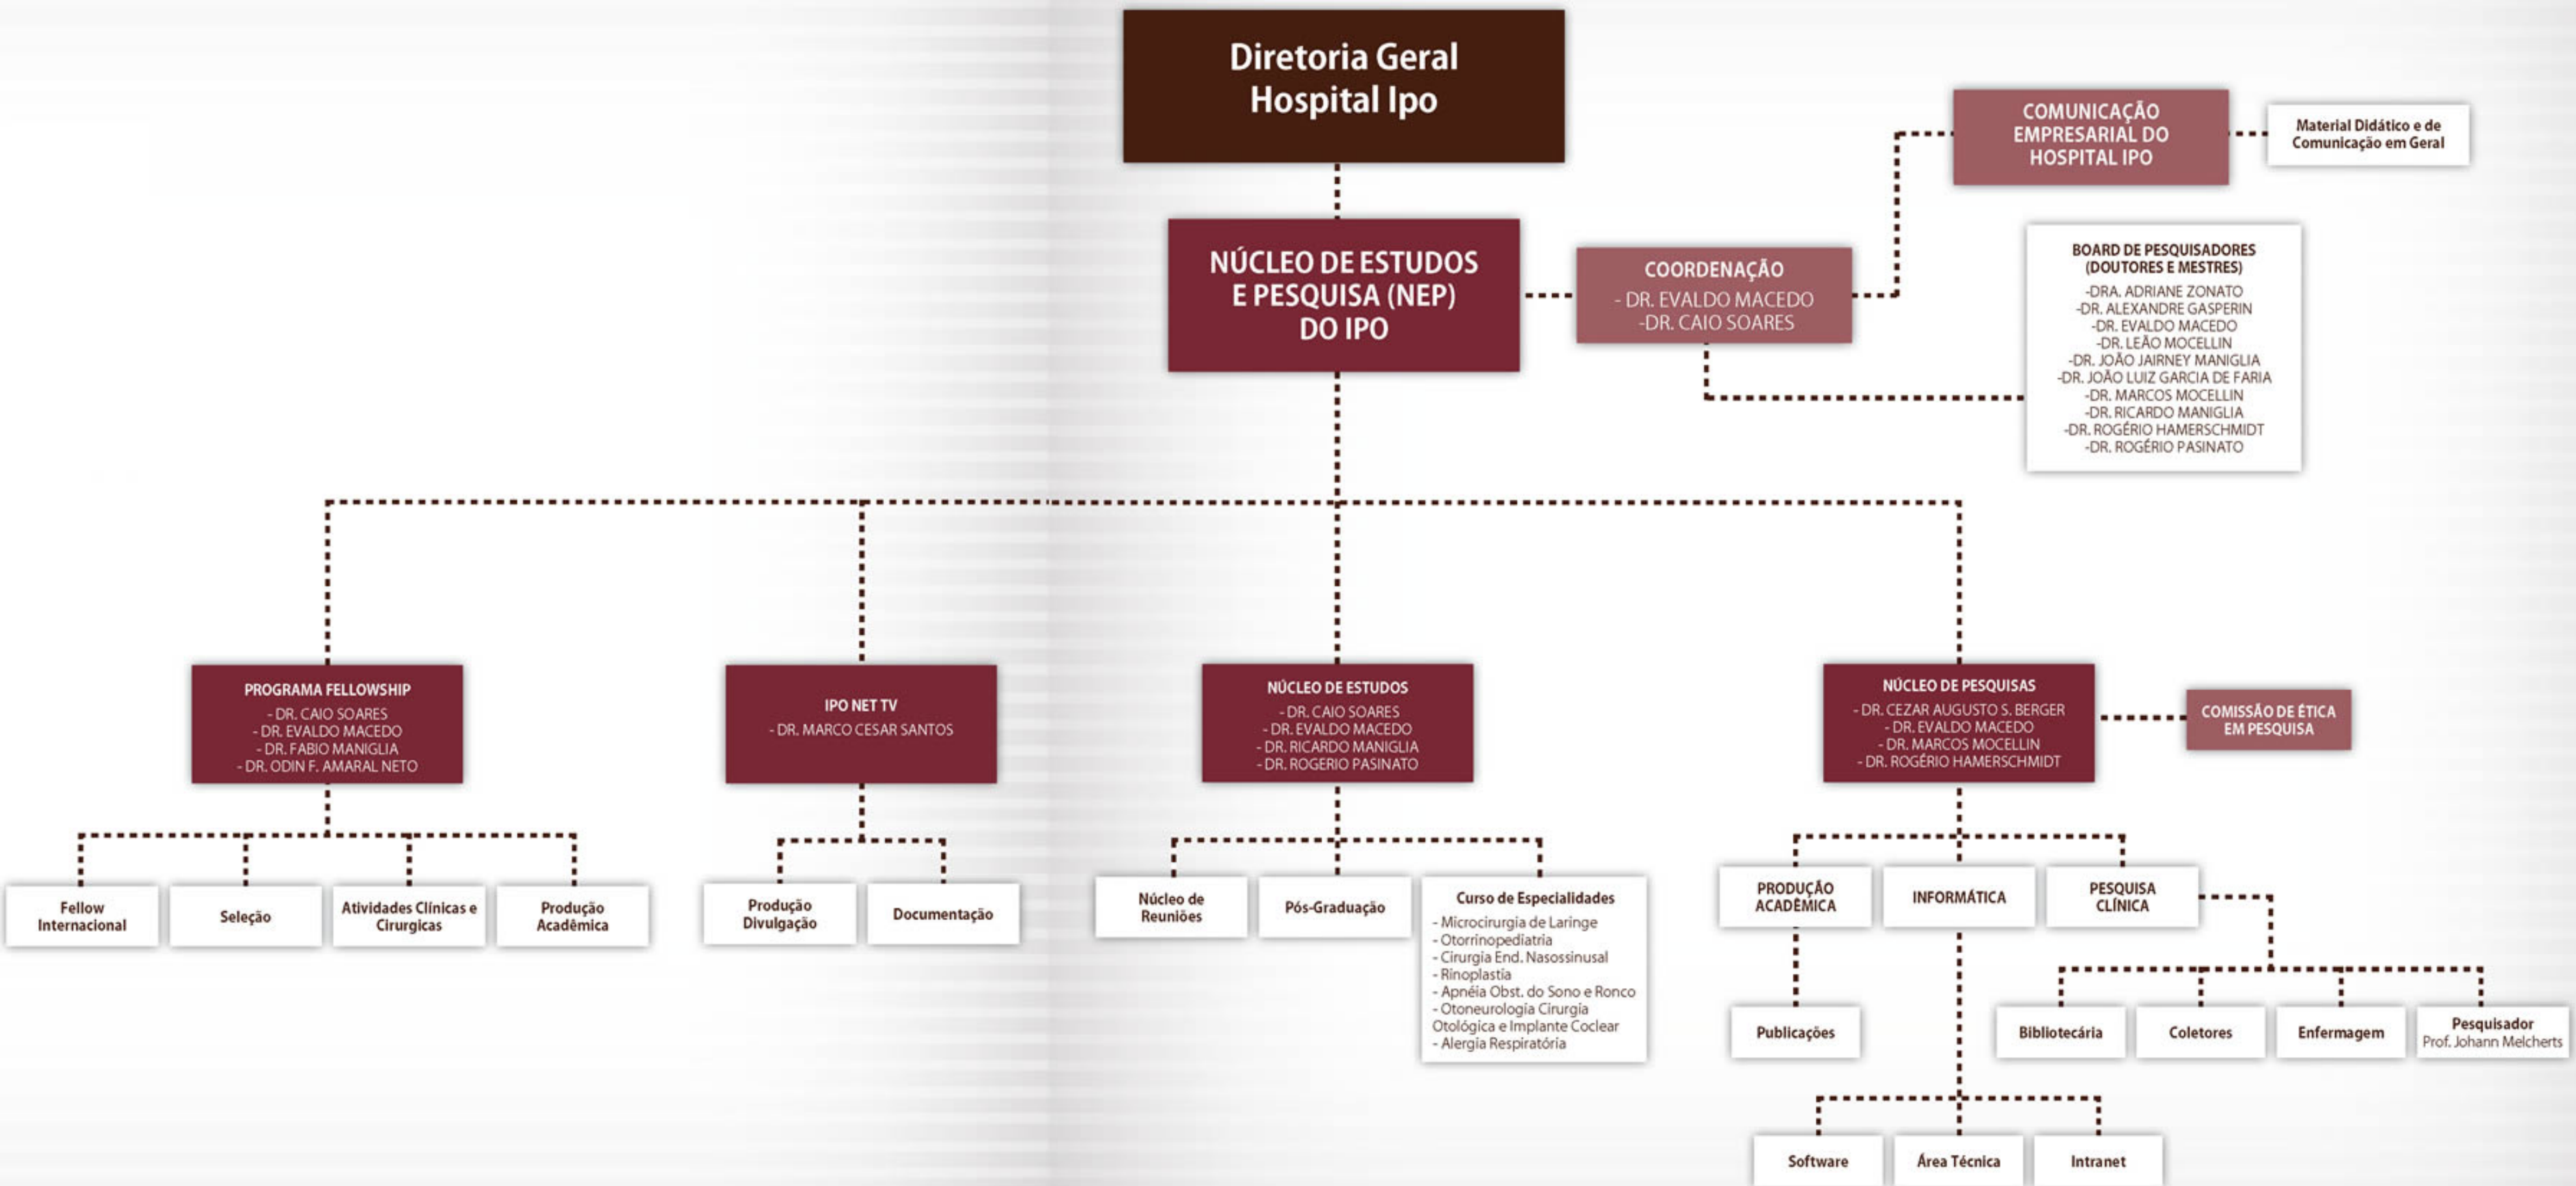 Diretoria Geral
Hospital Ipo
COMUNICAÇÃO
EMPRESARIAL DO
HOSPITAL IPO
Material Didático e de
Comunicação em Geral
NÚCLEO DE ESTUDOS
E PESQUISA (NEP)
DO IPO
COORDENAÇÃO
- DR. EVALDO MACEDO
-DR. CAIO SOARES
BOARD DE PESQUISADORES
(DOUTORES E MESTRES)
-DRA. ADRIANE ZONATO
-DR. ALEXANDRE GASPERIN
-DR. EVALDO MACEDO
-DR. LEÃO MOCELLIN
-DR. JOÃO JAIRNEY MANIGLIA
-DR. JOÃO LUIZ GARCIA DE FARIA
-DR. MARCOS MOCELLIN
-DR. RICARDO MANIGLIA
-DR. ROGÉRIO HAMERSCHMIDT
-DR. ROGÉRIO PASINATO
PROGRAMA FELLOWSHIP
- DR. CAIO SOARES
- DR. EVALDO MACEDO
- DR. FABIO MANIGLIA
- DR. ODIN F. AMARAL NETO
IPO NET TV
- DR. MARCO CESAR SANTOS
NÚCLEO DE ESTUDOS
- DR. CAIO SOARES
- DR. EVALDO MACEDO
- DR. RICARDO MANIGLIA
- DR. ROGERIO PASINATO
NÚCLEO DE PESQUISAS
- DR. CEZAR AUGUSTO S. BERGER
- DR. EVALDO MACEDO
- DR. MARCOS MOCELLIN
- DR. ROGÉRIO HAMERSCHMIDT
COMISSÃO DE ÉTICA
EM PESQUISA
Fellow
Internacional
Seleção
Atividades Clínicas e
Cirurgicas
Produção
Acadêmica
Produção
Divulgação
Documentação
Núcleo de
Reuniões
Pós-Graduação
Curso de Especialidades
- Microcirurgia de Laringe
- Otorrinopediatria
- Cirurgia End. Nasossinusal
- Rinoplastia
- Apnéia Obst. do Sono e Ronco
- Otoneurologia Cirurgia
Otológica e Implante Coclear
- Alergia Respiratória
PRODUÇÃO
ACADÊMICA
INFORMÁTICA
PESQUISA
CLÍNICA
Publicações
Bibliotecária
Coletores
Enfermagem
Pesquisador
Prof. Johann Melcherts
Software
Área Técnica
Intranet